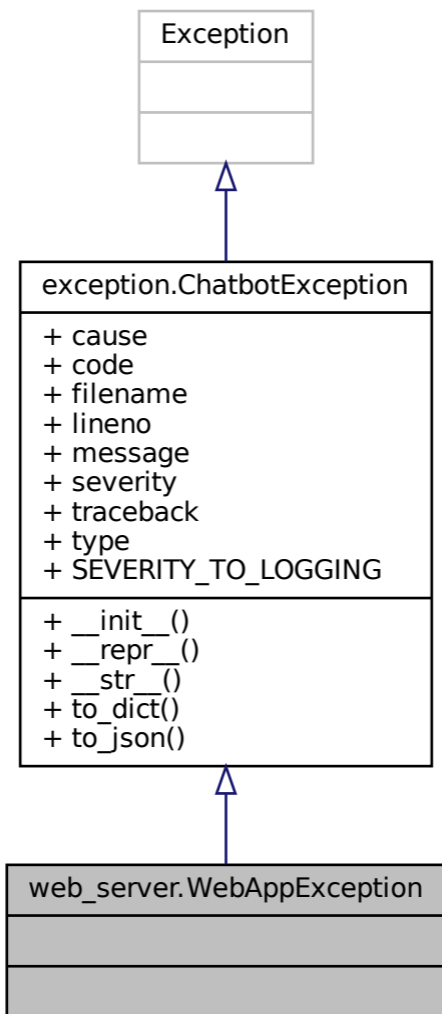 Exception
exception.ChatbotException
+ cause
+ code
+ filename
+ lineno
+ message
+ severity
+ traceback
+ type
+ SEVERITY_TO_LOGGING
+ __init__()
+ __repr__()
+ __str__()
+ to_dict()
+ to_json()
web_server.WebAppException